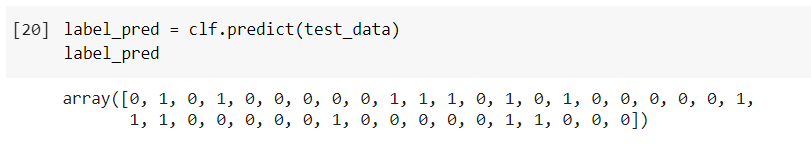 [20] label_pred = clf.predict(test_data)
label_pred
array([0, 1, 0, 1, 0, 0, 0, 0, 0, 1, 1, 1, 0, 1, 0, 1, 0, 0, 0, 0, 0, 1,
1, 1, 0, 0, 0, 0, 0, 1, 0, 0, 0, 0, 0, 1, 1, 0, 0, 0])